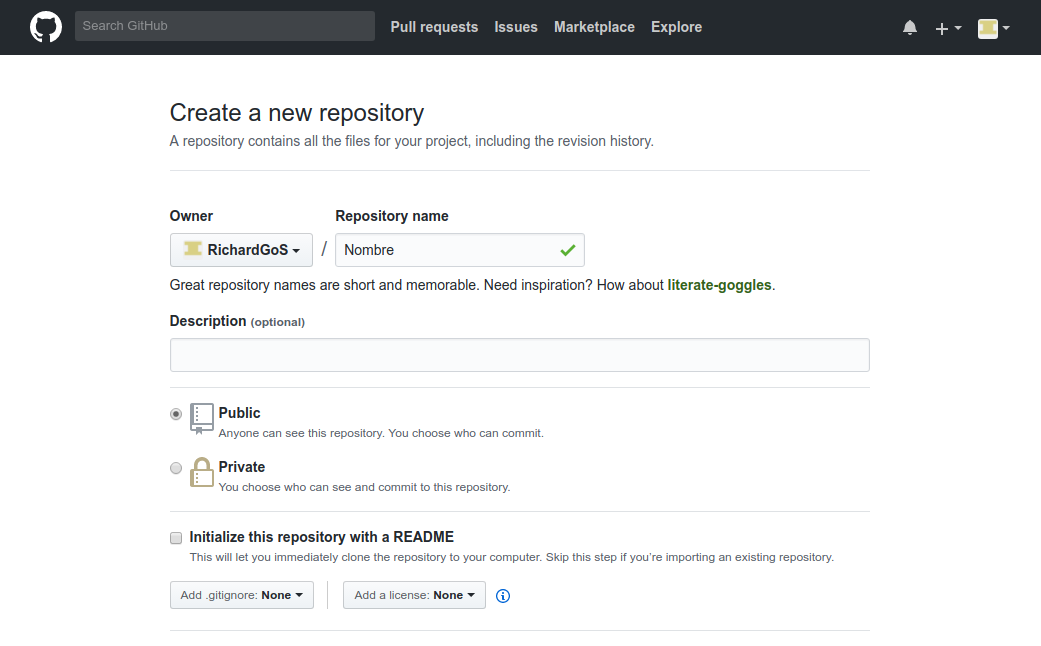 Search GitHub Pull requests Issues Marketplace Explore
Create a new repository
A repository contains all the files for your project, including the revision history.
Owner Repository name
RichardGoS / Nombre
Great repository names are short and memorable. Need inspiration? How about literate-goggles.
Description (optional)
Public
Anyone can see this repository. You choose who can commit.
Private
You choose who can see and commit to this repository.
Initialize this repository with a README
This will let you immediately clone the repository to your computer. Skip this step if you're importing an existing repository.
Add .gitignore: None Add a license: None